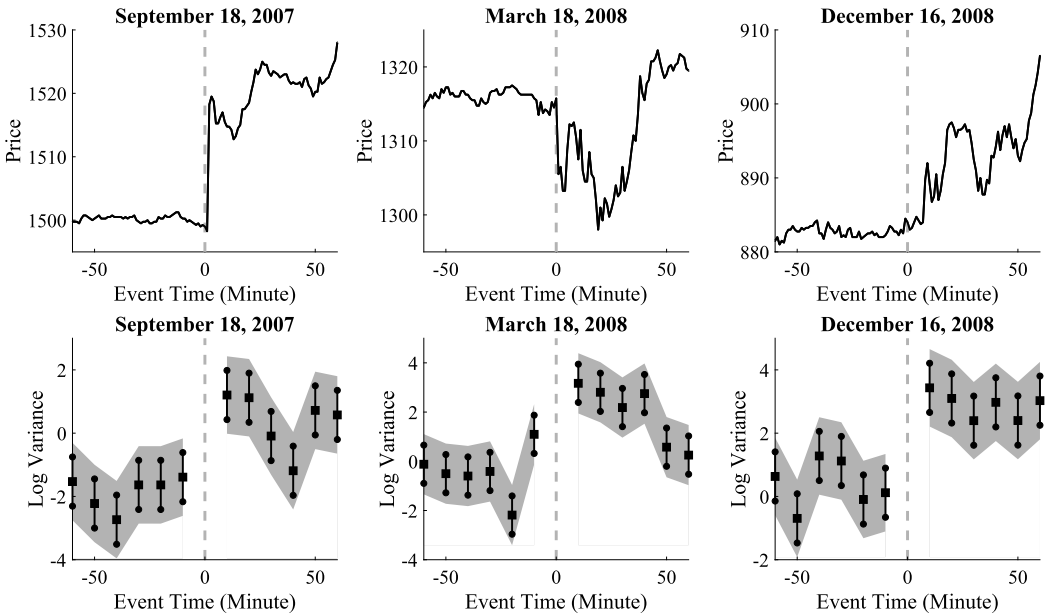 September 18, 2007
March 18, 2008
December 16, 2008
1530
1520
1510
1500
Price
-50
0
50
Event Time (Minute)
1320
1310
1300
Price
-50
0
50
Event Time (Minute)
910
900
890
880
Price
-50
0
50
Event Time (Minute)
September 18, 2007
March 18, 2008
December 16, 2008
2
0
-2
-4
Log Variance
-50
0
50
Event Time (Minute)
4
2
0
-2
-4
Log Variance
-50
0
50
Event Time (Minute)
4
2
0
-2
Log Variance
-50
0
50
Event Time (Minute)